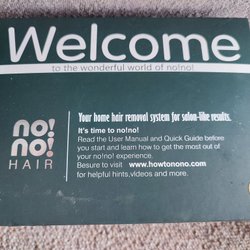 Welcome
to the wonderful world of no!no!
no!
no!
HAIR
Your home hair removal system for salon-like results.
It's time to no!no!
Read the User Manual and Quick Guide before
you start and learn how to get the most out of
your no!no! experience.
Besure to visit www.howtonono.com
for helpful hints,videos and more.